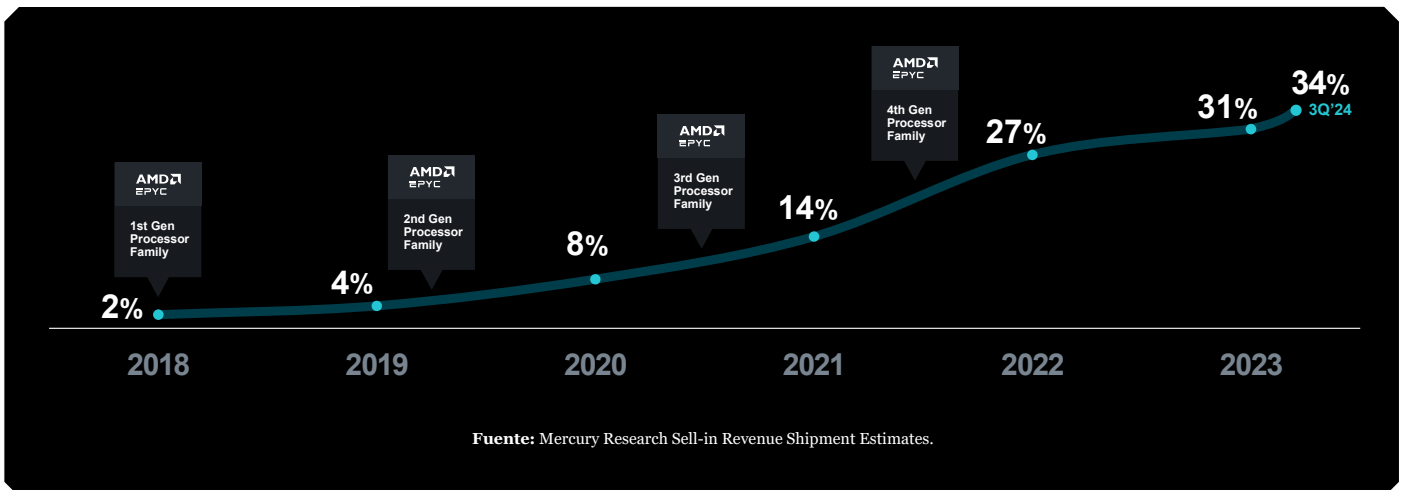 AMD
EPYC
1st Gen
Processor
Family
2%
AMD
EPYC
2nd Gen
Processor
Family
4%
8%
AMD
EPYC
3rd Gen
Processor
Family
14%
AMD
EPYC
4th Gen
Processor
Family
27%
31%
34%
3Q'24
2018
2019
2020
2021
2022
2023
Fuente: Mercury Research Sell-in Revenue Shipment Estimates.